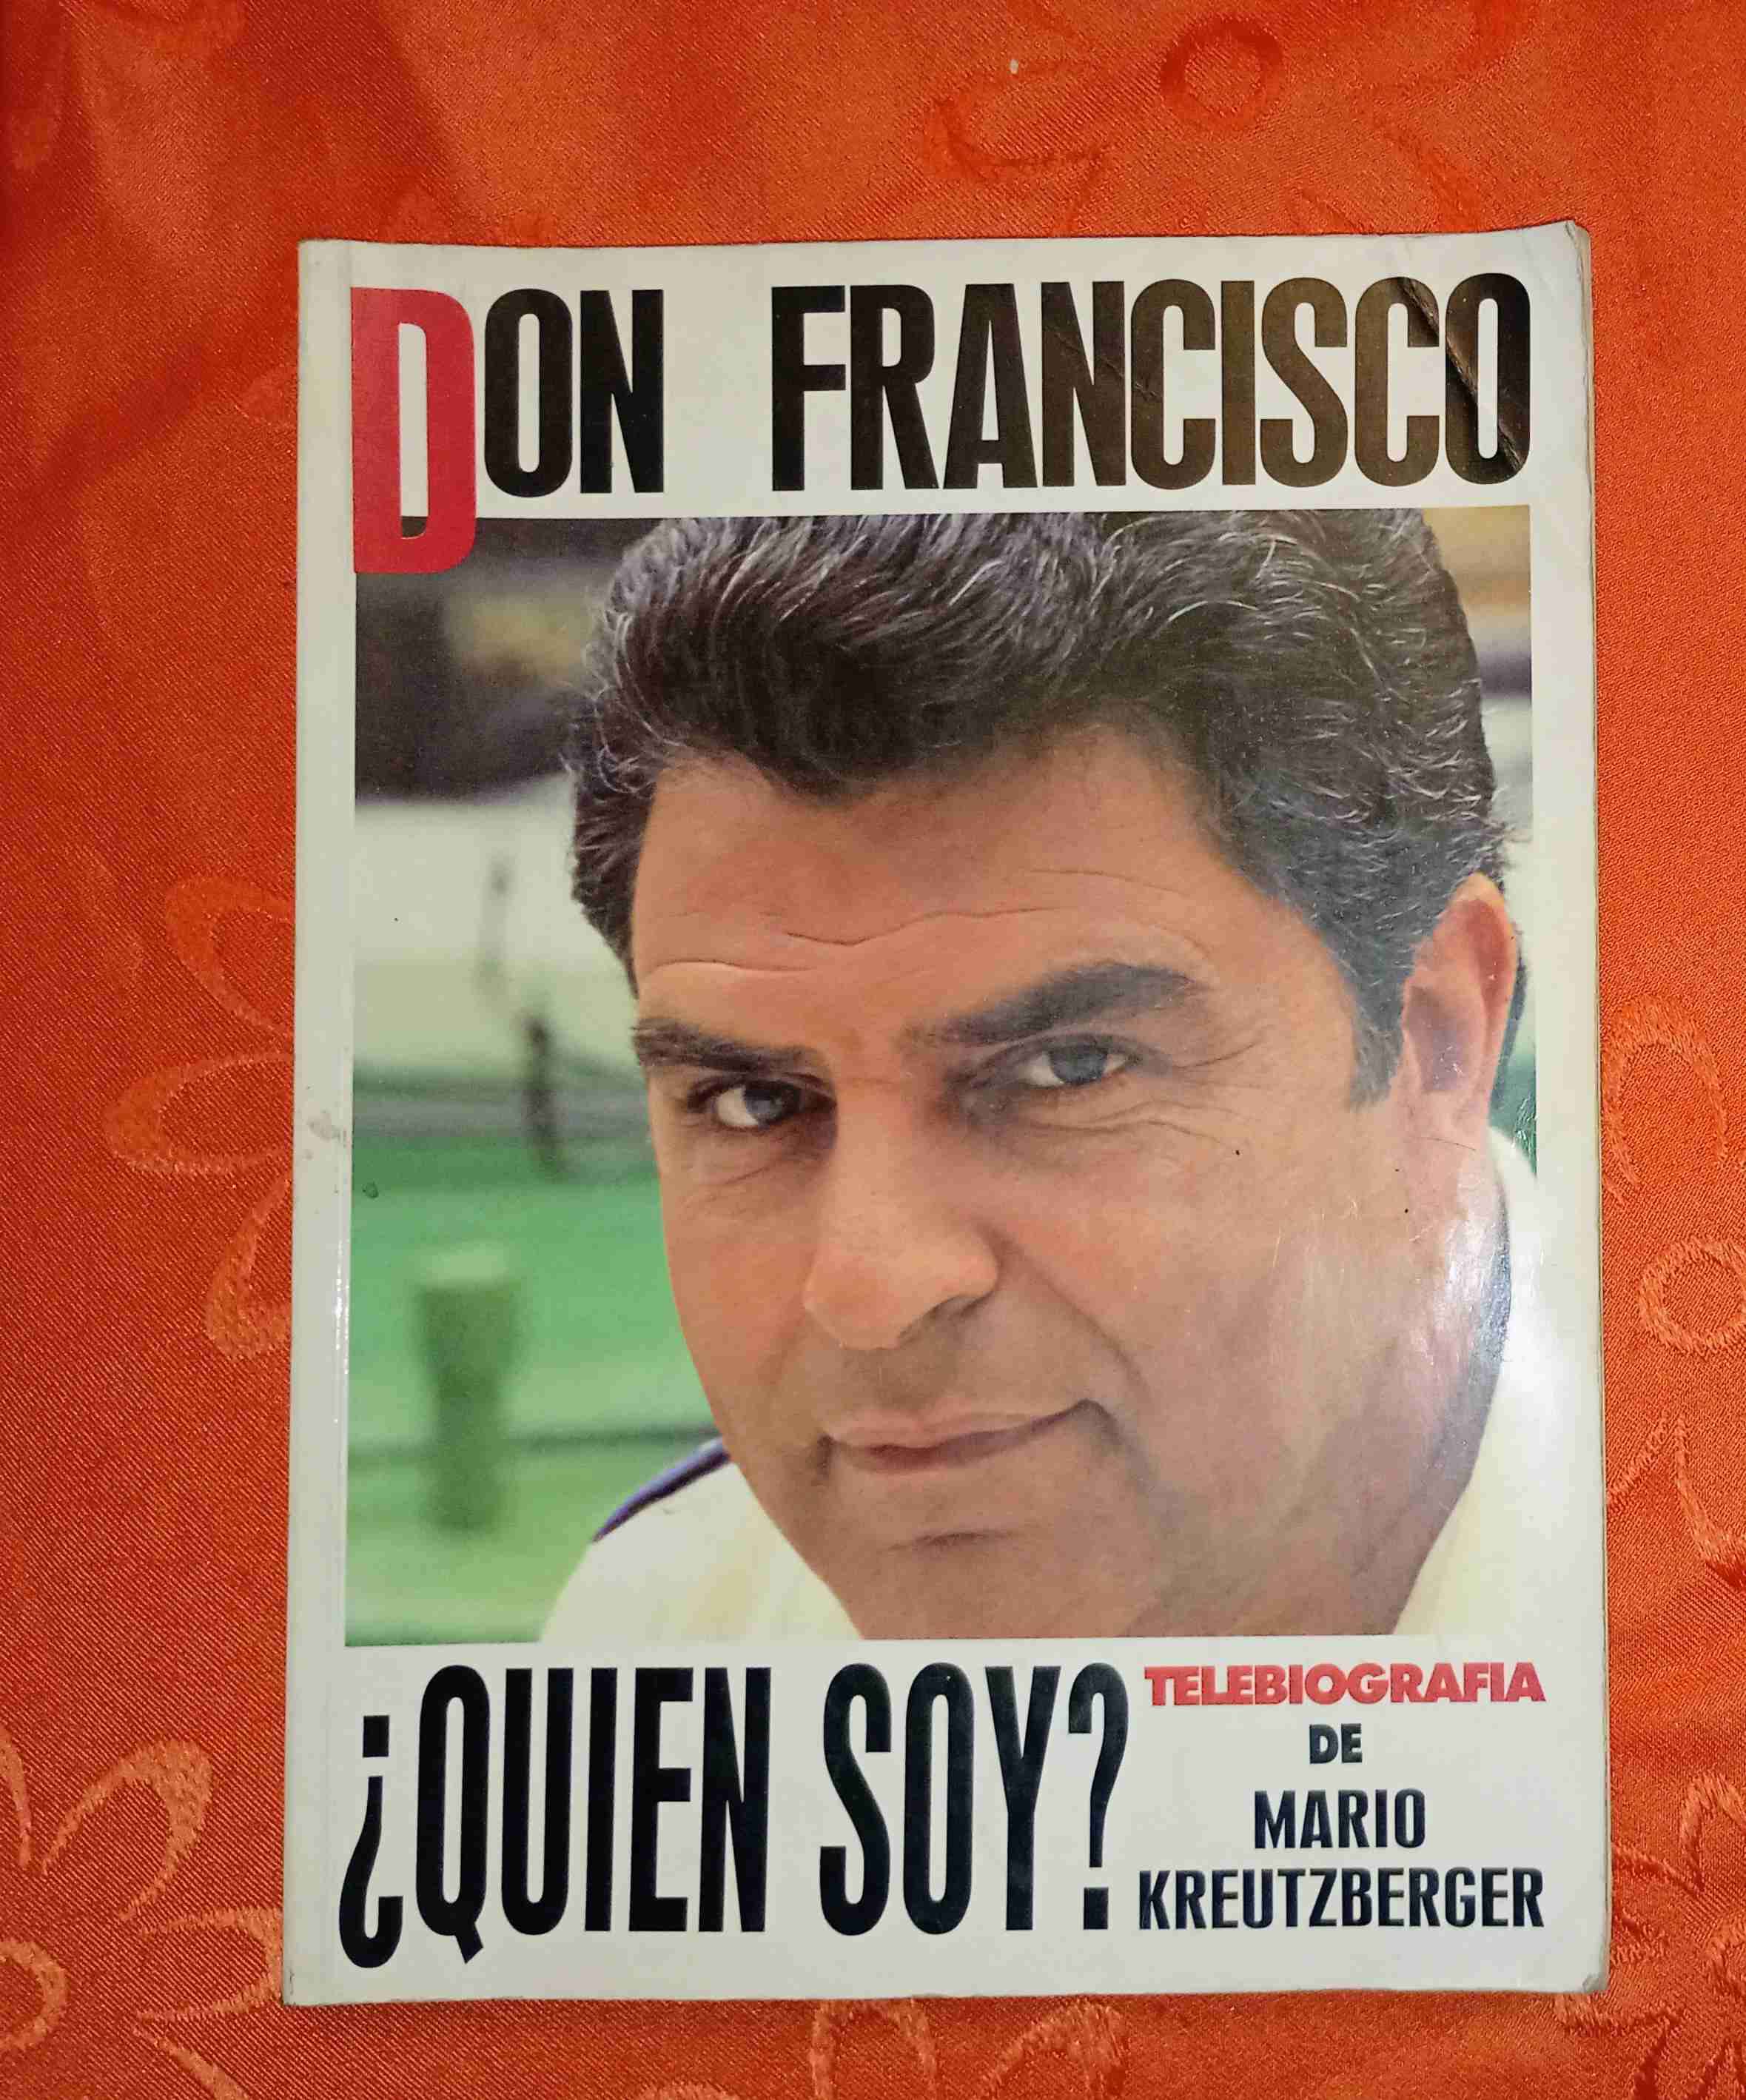 DON FRANCISCO
¿QUIEN SOY?
TELEBIOGRAFIA
DE
MARIO
KREUTZBERGER